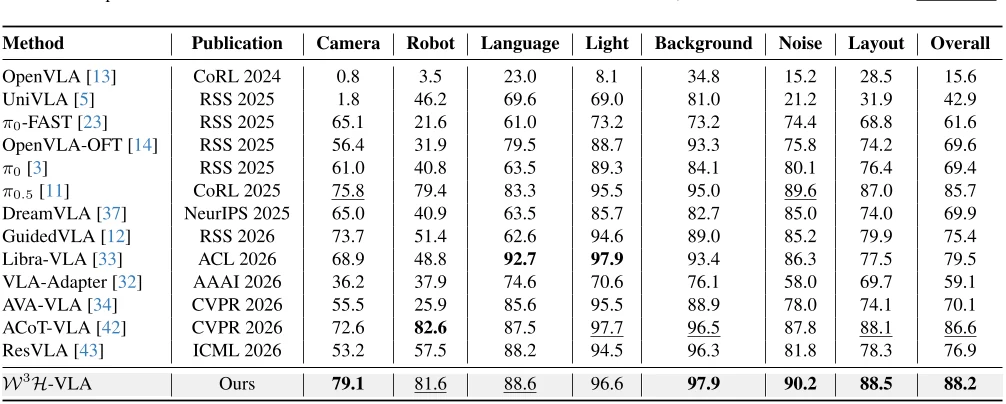 Method Publication Camera Robot Language Light Background Noise Layout Overall
OpenVLA [13] CoRL 2024 0.8 3.5 23.0 8.1 34.8 15.2 28.5 15.6
UniVLA [5] RSS 2025 1.8 46.2 69.6 69.0 81.0 21.2 31.9 42.9
π0-FAST [23] RSS 2025 65.1 21.6 61.0 73.2 73.2 74.4 68.8 61.6
OpenVLA-OFT [14] RSS 2025 56.4 31.9 79.5 88.7 93.3 75.8 74.2 69.6
π0 [3] RSS 2025 61.0 40.8 63.5 89.3 84.1 80.1 76.4 69.4
π0.5 [11] CoRL 2025 75.8 79.4 83.3 95.5 95.0 89.6 87.0 85.7
DreamVLA [37] NeurIPS 2025 65.0 40.9 63.5 85.7 82.7 85.0 74.0 69.9
GuidedVLA [12] RSS 2026 73.7 51.4 62.6 94.6 89.0 85.2 79.9 75.4
Libra-VLA [33] ACL 2026 68.9 48.8 92.7 97.9 93.4 86.3 77.5 79.5
VLA-Adapter [32] AAAI 2026 36.2 37.9 74.6 70.6 76.1 58.0 69.7 59.1
AVA-VLA [34] CVPR 2026 55.5 25.9 85.6 95.5 88.9 78.0 74.1 70.1
ACoT-VLA [42] CVPR 2026 72.6 82.6 87.5 97.7 96.5 87.8 88.1 86.6
ResVLA [43] ICML 2026 53.2 57.5 88.2 94.5 96.3 81.8 78.3 76.9
𝒲³ℋ-VLA Ours 79.1 81.6 88.6 96.6 97.9 90.2 88.5 88.2